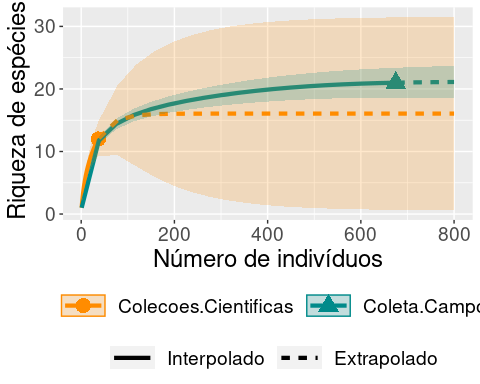 Riqueza de espécies
30
20
10
0
0 200 400 600 800
Número de indivíduos
Colecoes.Cientificas Coleta.Campo
Interpolado Extrapolado